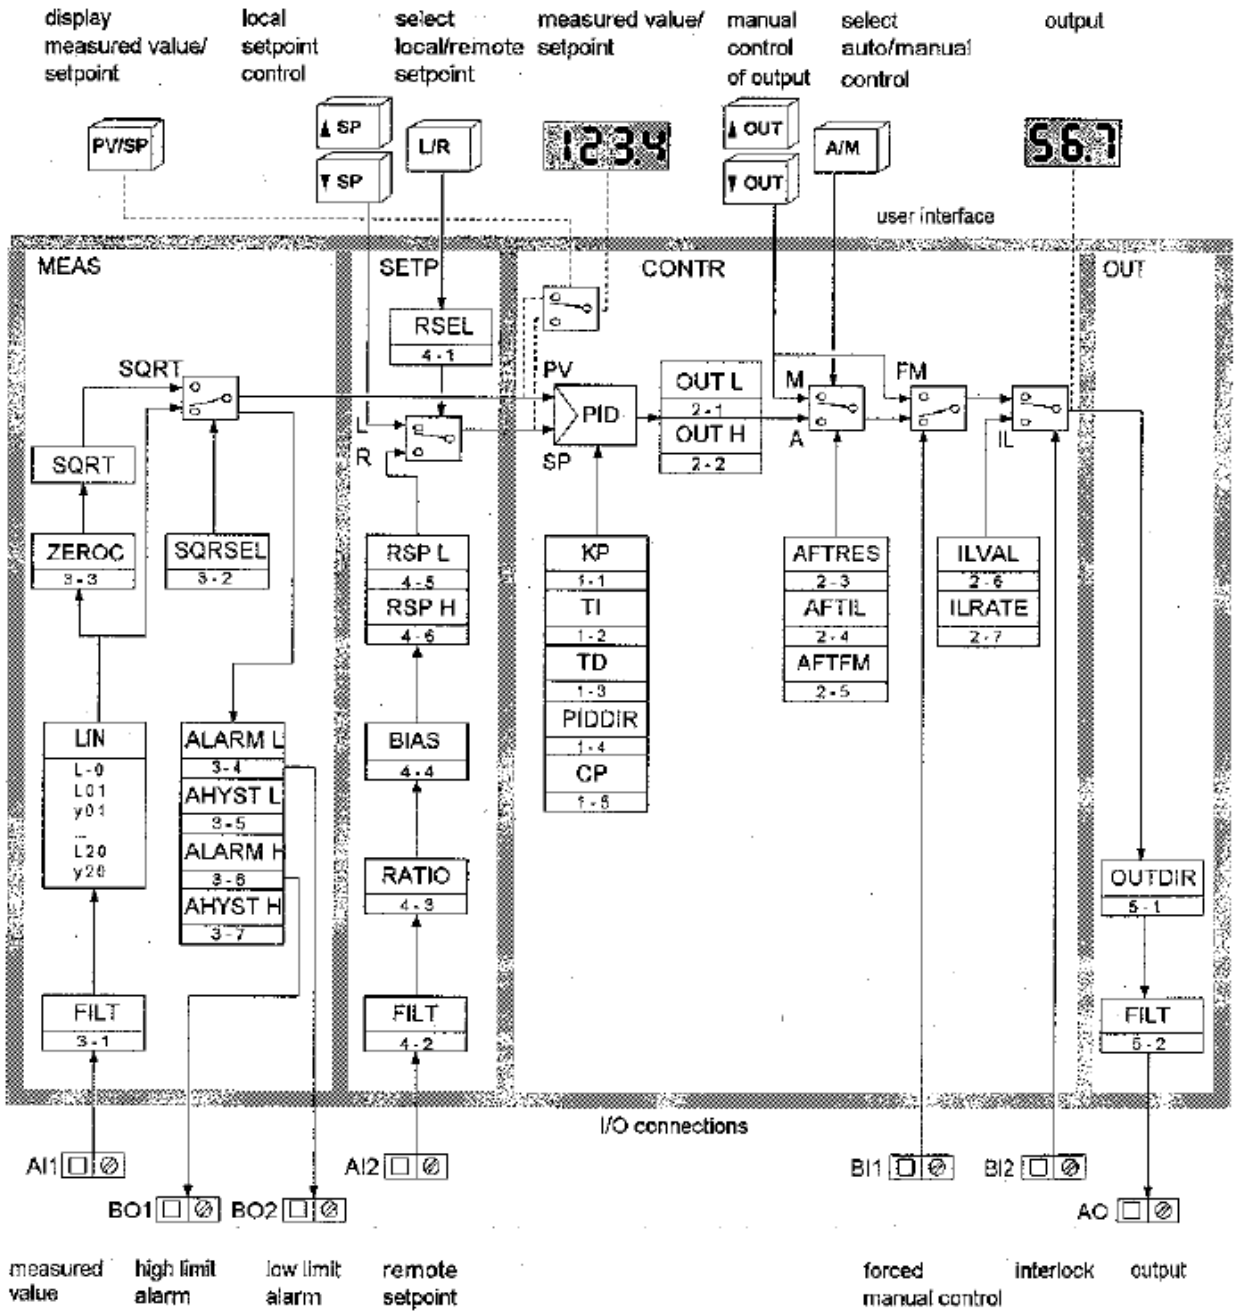 display
measured value/
setpoint
local
setpoint
control
select
local/remote
setpoint
measured value/
setpoint
manual
control
of output
select
auto/manual
control
output
PV/SP
▲ SP
▼ SP
L/R
123.4
▲ OUT
▼ OUT
A/M
56.7
user interface
MEAS
SETP
CONTR
OUT
RSEL
4-1
SQRT
PV
SP
PID
OUT L
2-1
OUT H
2-2
M
A
FM
IL
L
R
SQRT
ZEROC
3-3
SQRSEL
3-2
RSP L
4-5
RSP H
4-6
KP
1-1
TI
1-2
TD
1-3
PIDDIR
1-4
CP
1-5
AFTRES
2-3
AFTIL
2-4
AFTFM
2-5
ILVAL
2-6
ILRATE
2-7
LIN
L-0
L01
y01
...
L20
y20
ALARM L
3-4
AHYST L
3-5
ALARM H
3-6
AHYST H
3-7
BIAS
4-4
RATIO
4-3
OUTDIR
5-1
FILT
3-1
FILT
4-2
FILT
5-2
I/O connections
AI1
AI2
BI1
BI2
BO1
BO2
AO
measured
value
high limit
alarm
low limit
alarm
remote
setpoint
forced
manual control
interlock
output